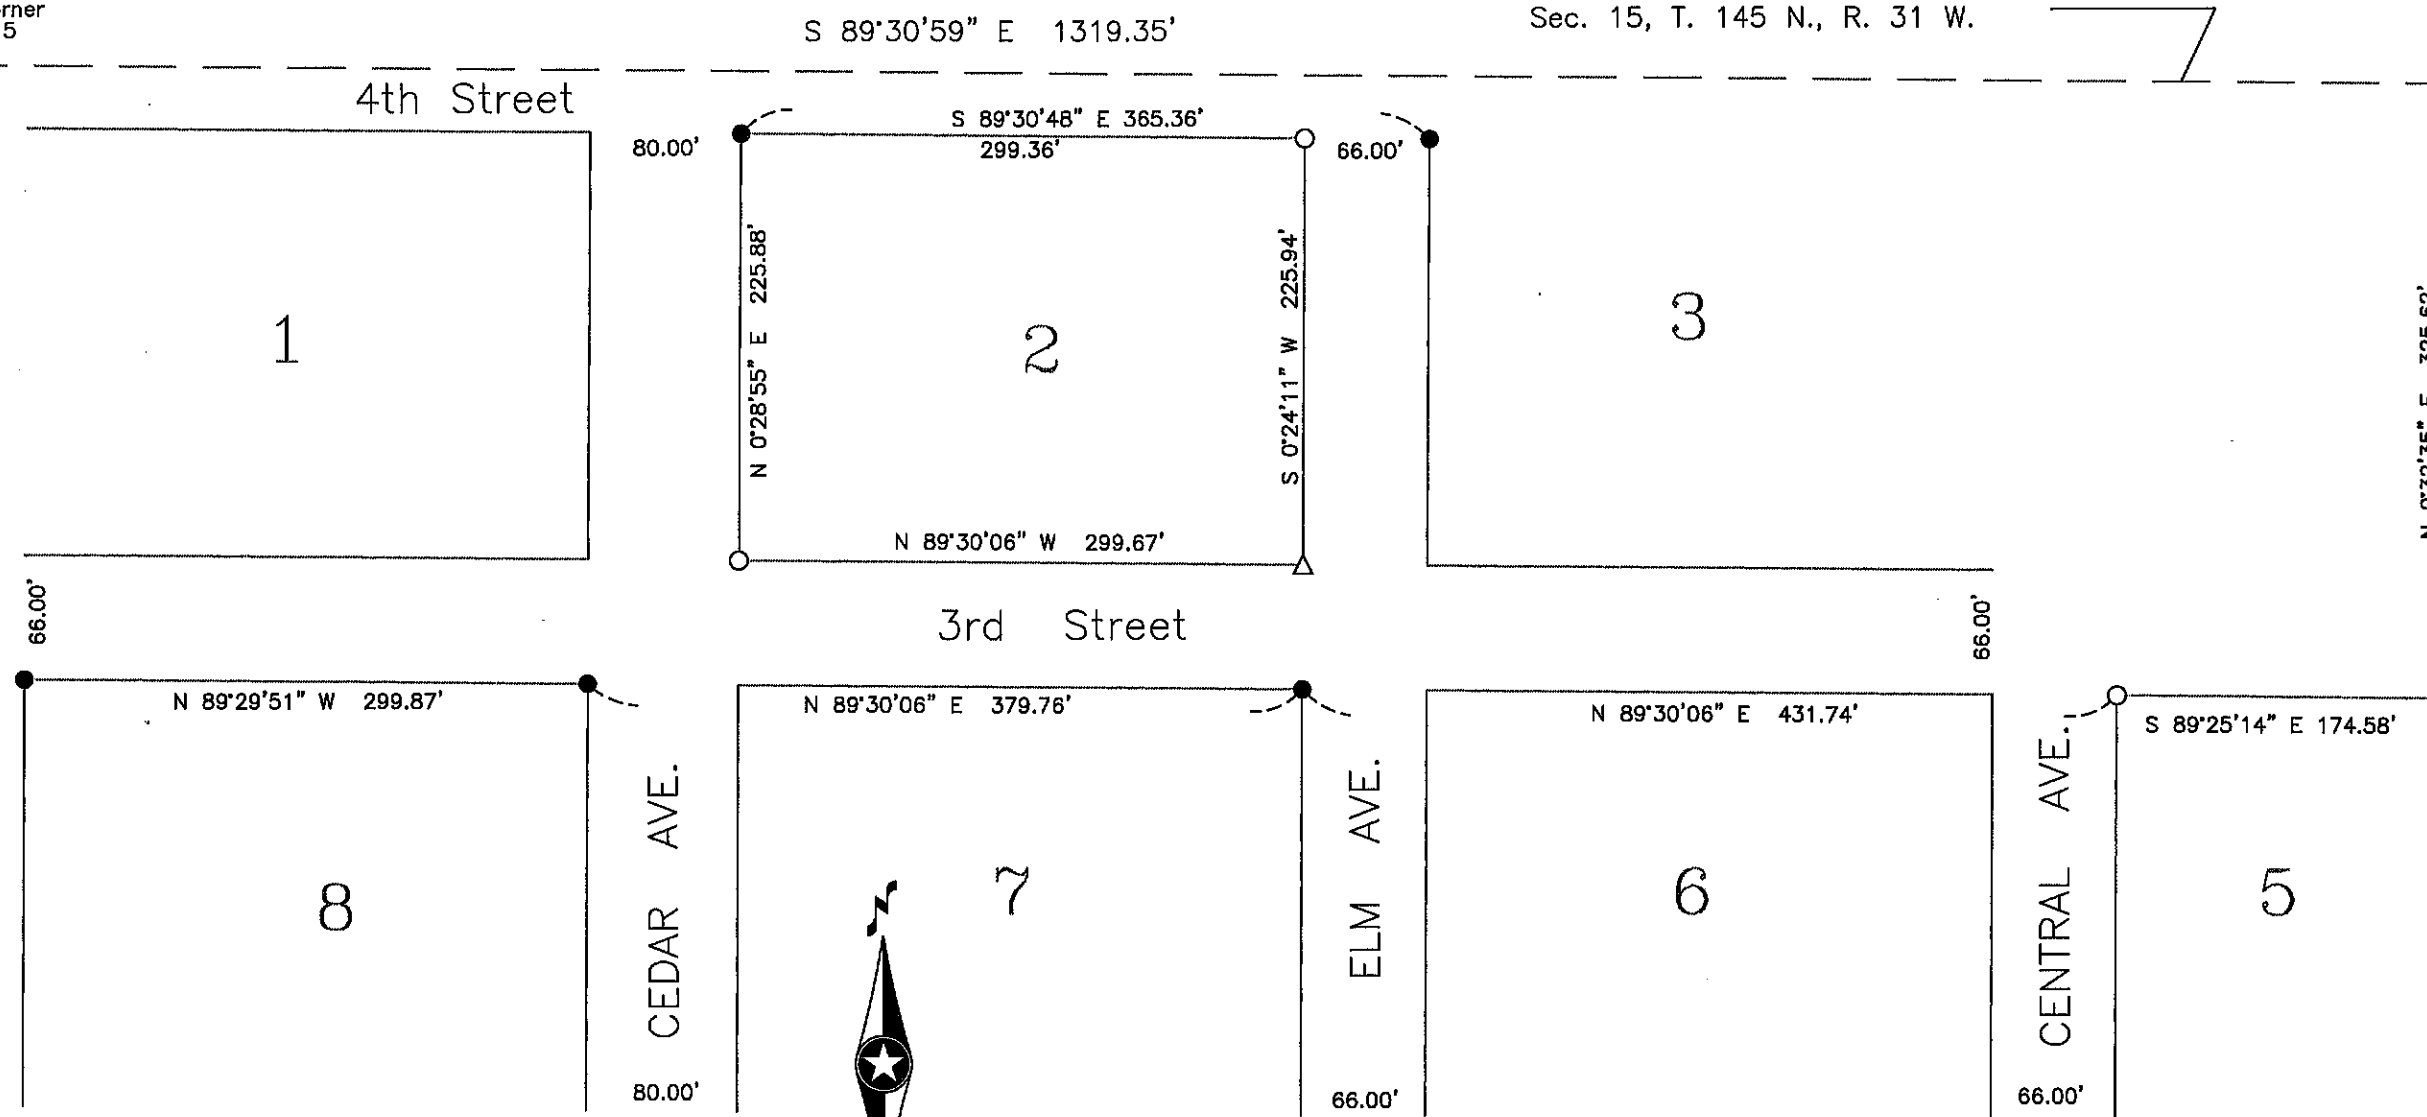 rner
5
S 89°30'59" E 1319.35'
Sec. 15, T. 145 N., R. 31 W.
4th Street
80.00'
S 89°30'48" E 365.36'
299.36'
66.00'
N 0°28'55" E 225.88'
S 0°24'11" W 225.94'
1
2
3
N 89°30'06" W 299.67'
66.00'
3rd Street
66.00'
N 89°29'51" W 299.87'
N 89°30'06" E 379.76'
N 89°30'06" E 431.74'
S 89°25'14" E 174.58'
CEDAR AVE.
ELM AVE.
CENTRAL AVE.
8
7
6
5
N
80.00'
66.00'
66.00'